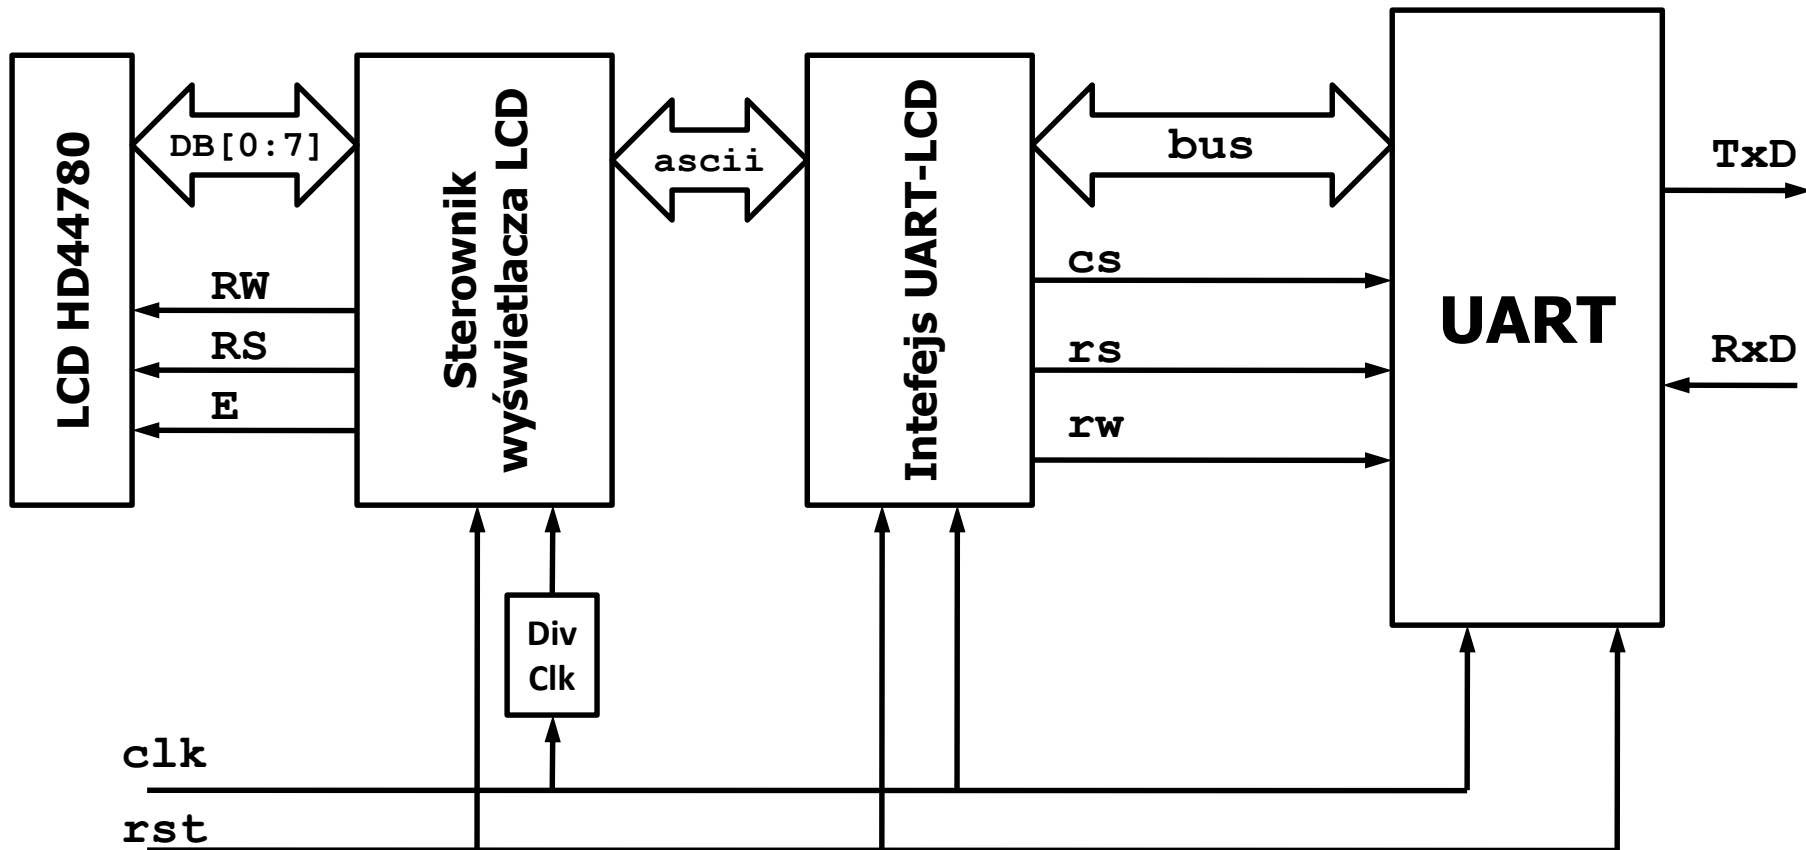 LCD HD44780
DB[0:7]
RW
RS
E
Sterownik
wyświetlacza LCD
ascii
Intefejs UART-LCD
bus
cs
rs
rw
UART
TxD
RxD
Div
Clk
clk
rst